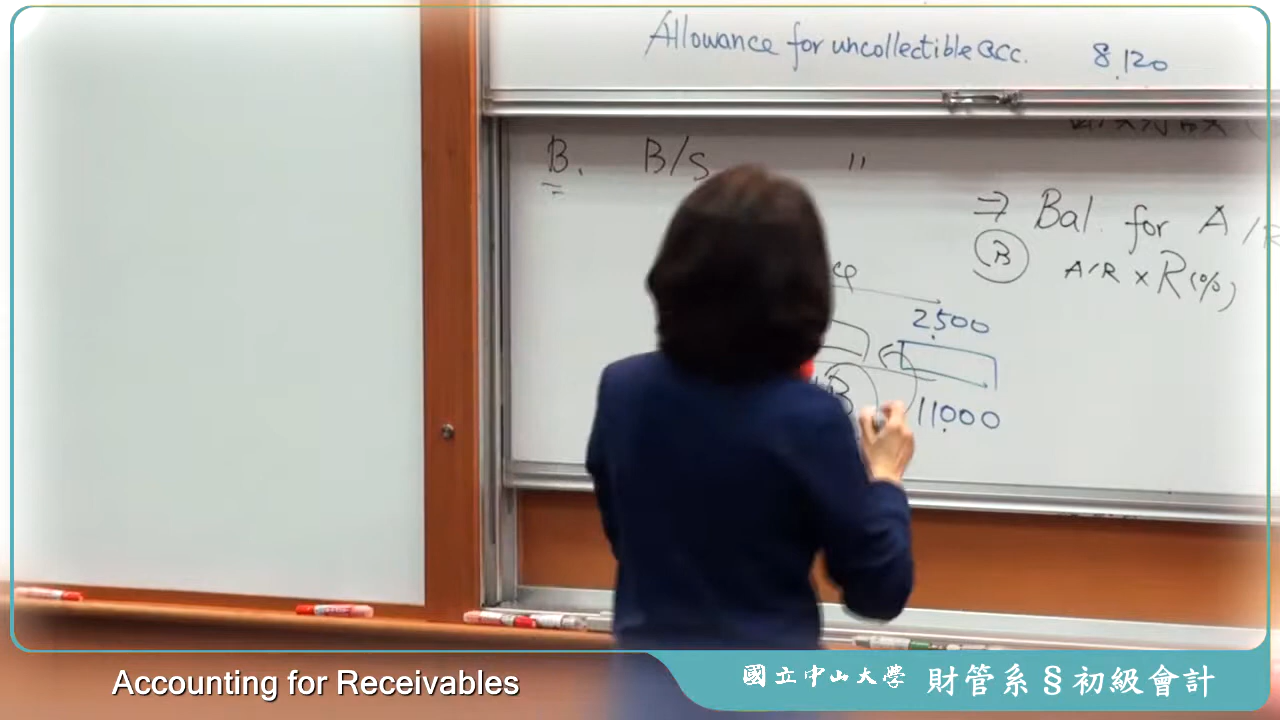 Allowance for uncollectible acc. 8,120
B. B/S "
⇒ Bal. for A/R
B A/R × R(%)
2,500
B 11,000
Accounting for Receivables
國立中山大學 財管系§初級會計